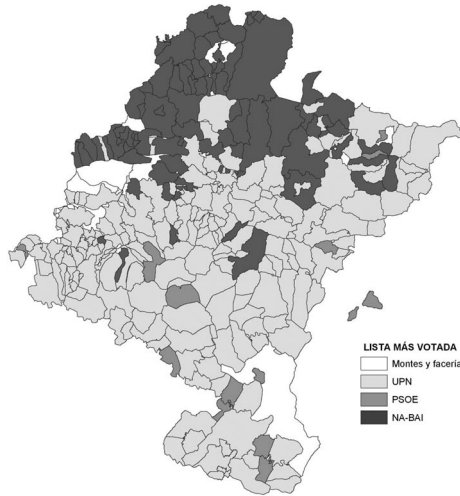 LISTA MÁS VOTADA
Montes y facería
UPN
PSOE
NA-BAI